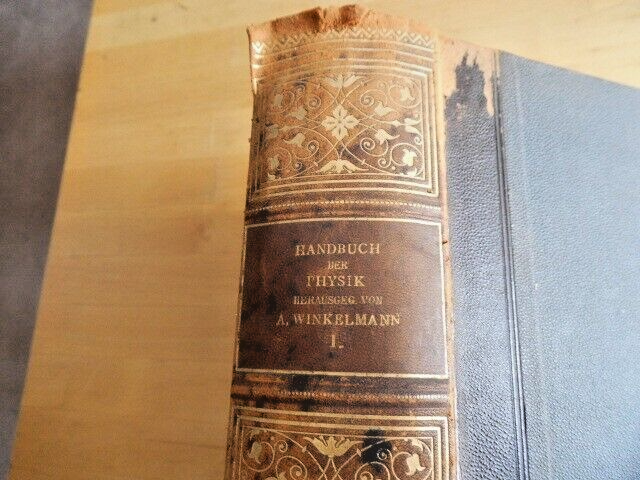 HANDBUCH
DER
PHYSIK
HERAUSGEG. VON
A. WINKELMANN
I.